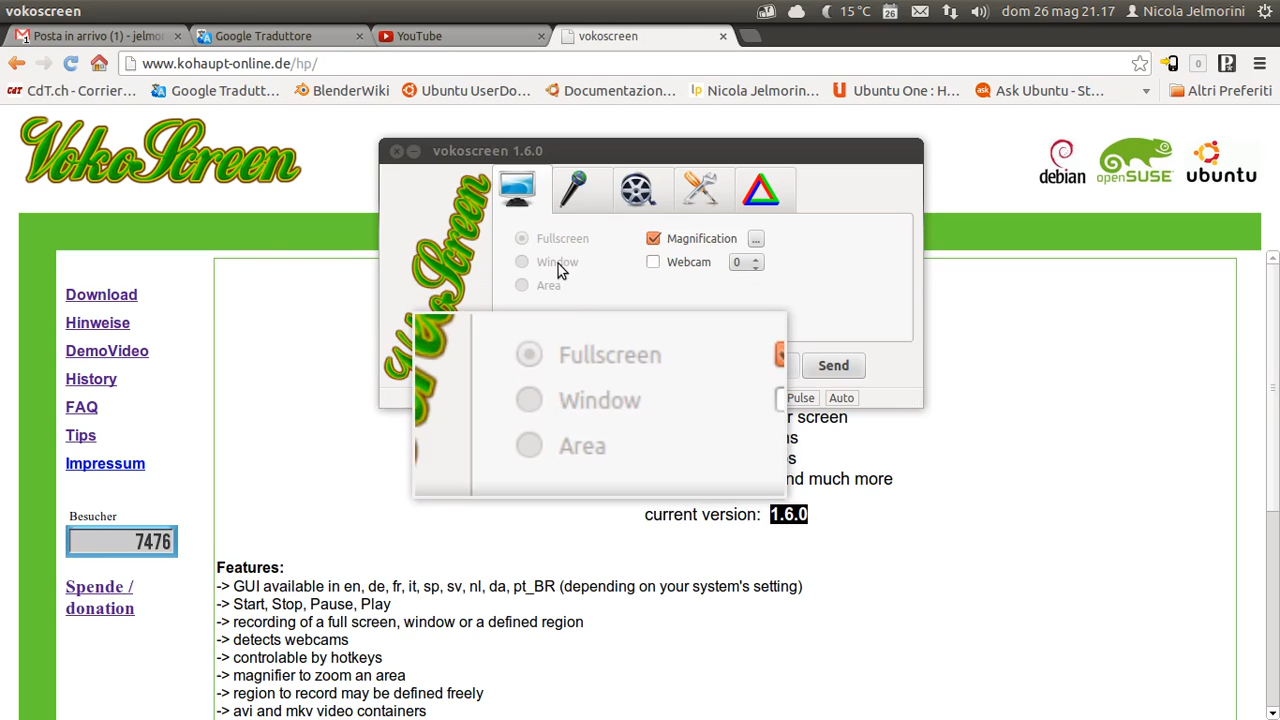 vokoscreen
15 °C
26
dom 26 mag 21.17
Nicola Jelmorini
1
Posta in arrivo (1) - jelmo
Google Traduttore
YouTube
vokoscreen
www.kohaupt-online.de/hp/
0
CdT.ch - Corrier...
Google Tradutt...
BlenderWiki
Ubuntu UserDo...
Documentazion...
Nicola Jelmorin...
Ubuntu One : H...
Ask Ubuntu - St...
Altri Preferiti
VokoScreen
debian
openSUSE
ubuntu
vokoscreen 1.6.0
VokoScreen
Fullscreen
Magnification
...
Window
Webcam
0
Area
Fullscreen
Window
Area
Send
Pulse
Auto
Download
Hinweise
DemoVideo
History
FAQ
Tips
Impressum
Besucher
7476
Spende /
donation
screen
nd much more
current version: 1.6.0
Features:
-> GUI available in en, de, fr, it, sp, sv, nl, da, pt_BR (depending on your system's setting)
-> Start, Stop, Pause, Play
-> recording of a full screen, window or a defined region
-> detects webcams
-> controlable by hotkeys
-> magnifier to zoom an area
-> region to record may be defined freely
-> avi and mkv video containers